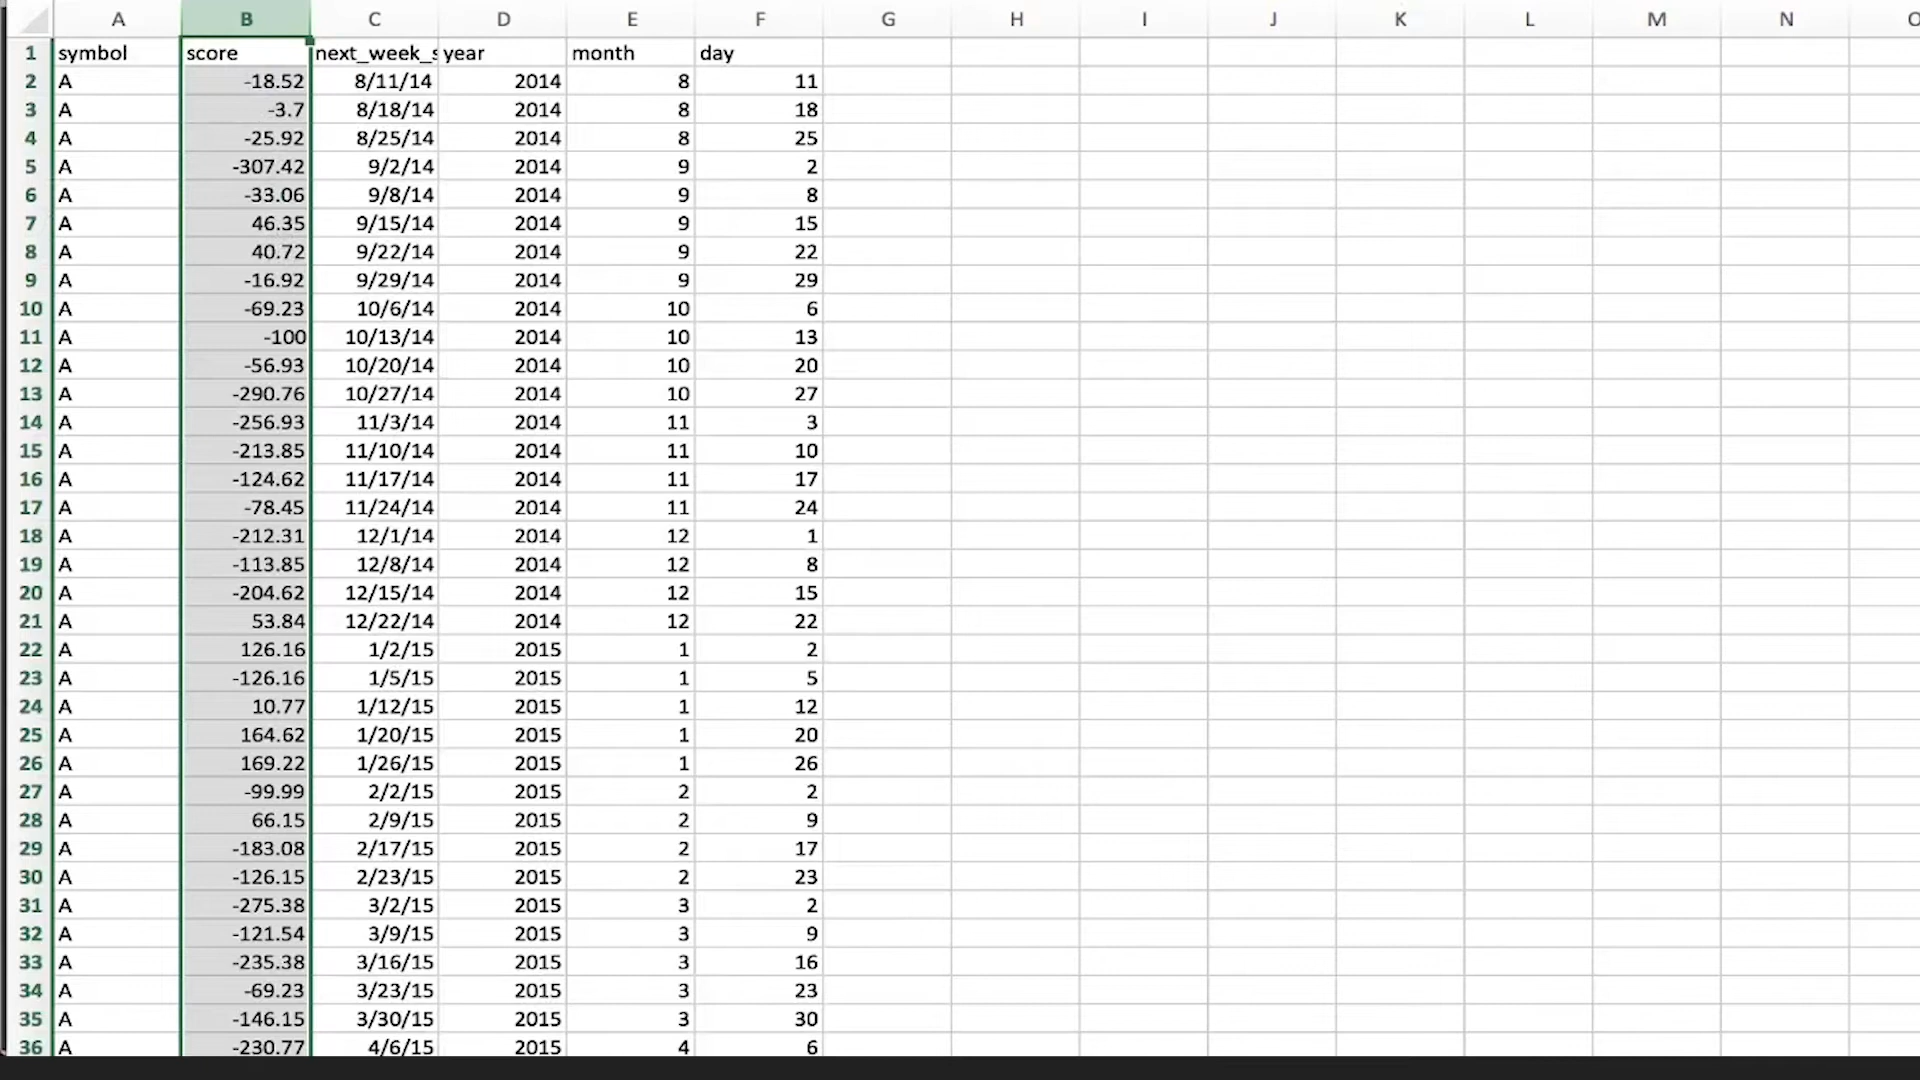 A B C D E F G H I J K L M N O
1 symbol score next_week_s year month day
2 A -18.52 8/11/14 2014 8 11
3 A -3.7 8/18/14 2014 8 18
4 A -25.92 8/25/14 2014 8 25
5 A -307.42 9/2/14 2014 9 2
6 A -33.06 9/8/14 2014 9 8
7 A 46.35 9/15/14 2014 9 15
8 A 40.72 9/22/14 2014 9 22
9 A -16.92 9/29/14 2014 9 29
10 A -69.23 10/6/14 2014 10 6
11 A -100 10/13/14 2014 10 13
12 A -56.93 10/20/14 2014 10 20
13 A -290.76 10/27/14 2014 10 27
14 A -256.93 11/3/14 2014 11 3
15 A -213.85 11/10/14 2014 11 10
16 A -124.62 11/17/14 2014 11 17
17 A -78.45 11/24/14 2014 11 24
18 A -212.31 12/1/14 2014 12 1
19 A -113.85 12/8/14 2014 12 8
20 A -204.62 12/15/14 2014 12 15
21 A 53.84 12/22/14 2014 12 22
22 A 126.16 1/2/15 2015 1 2
23 A -126.16 1/5/15 2015 1 5
24 A 10.77 1/12/15 2015 1 12
25 A 164.62 1/20/15 2015 1 20
26 A 169.22 1/26/15 2015 1 26
27 A -99.99 2/2/15 2015 2 2
28 A 66.15 2/9/15 2015 2 9
29 A -183.08 2/17/15 2015 2 17
30 A -126.15 2/23/15 2015 2 23
31 A -275.38 3/2/15 2015 3 2
32 A -121.54 3/9/15 2015 3 9
33 A -235.38 3/16/15 2015 3 16
34 A -69.23 3/23/15 2015 3 23
35 A -146.15 3/30/15 2015 3 30
36 A -230.77 4/6/15 2015 4 6